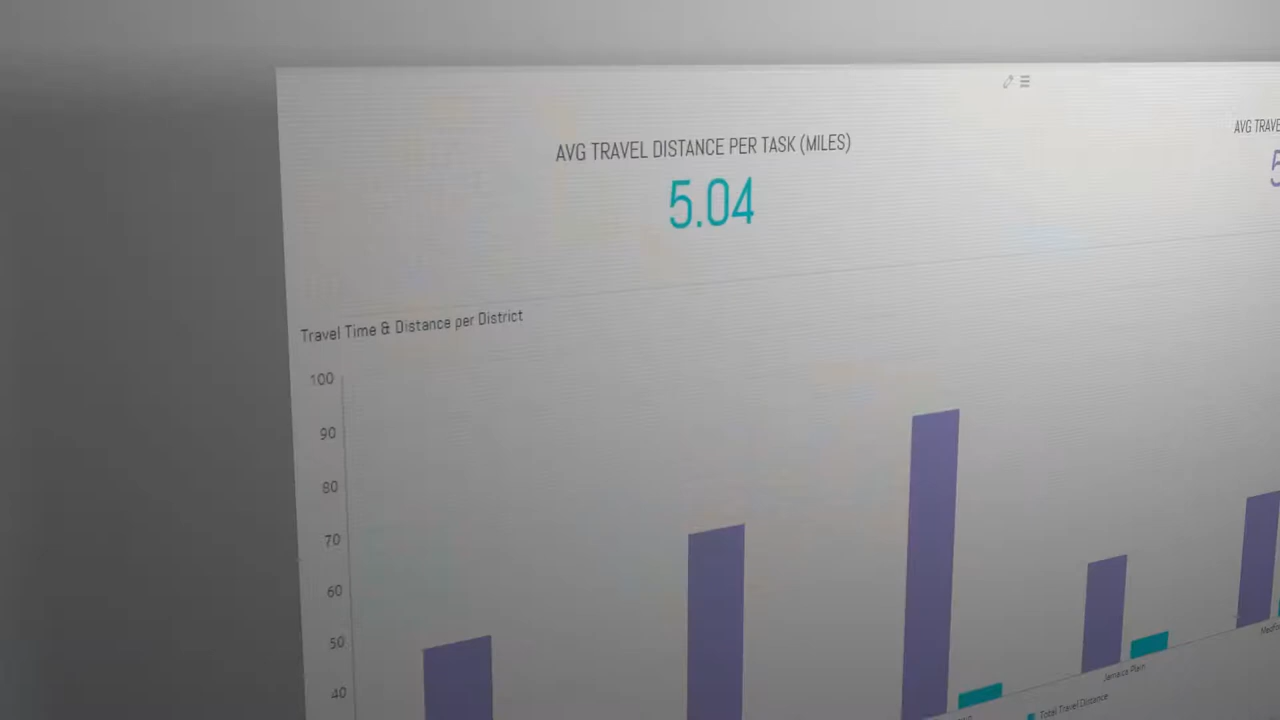 AVG TRAVEL DISTANCE PER TASK (MILES)
5.04
AVG
5
Travel Time & Distance per District
100
90
80
70
60
50
40
Jamaica Plain
Total Travel Distance